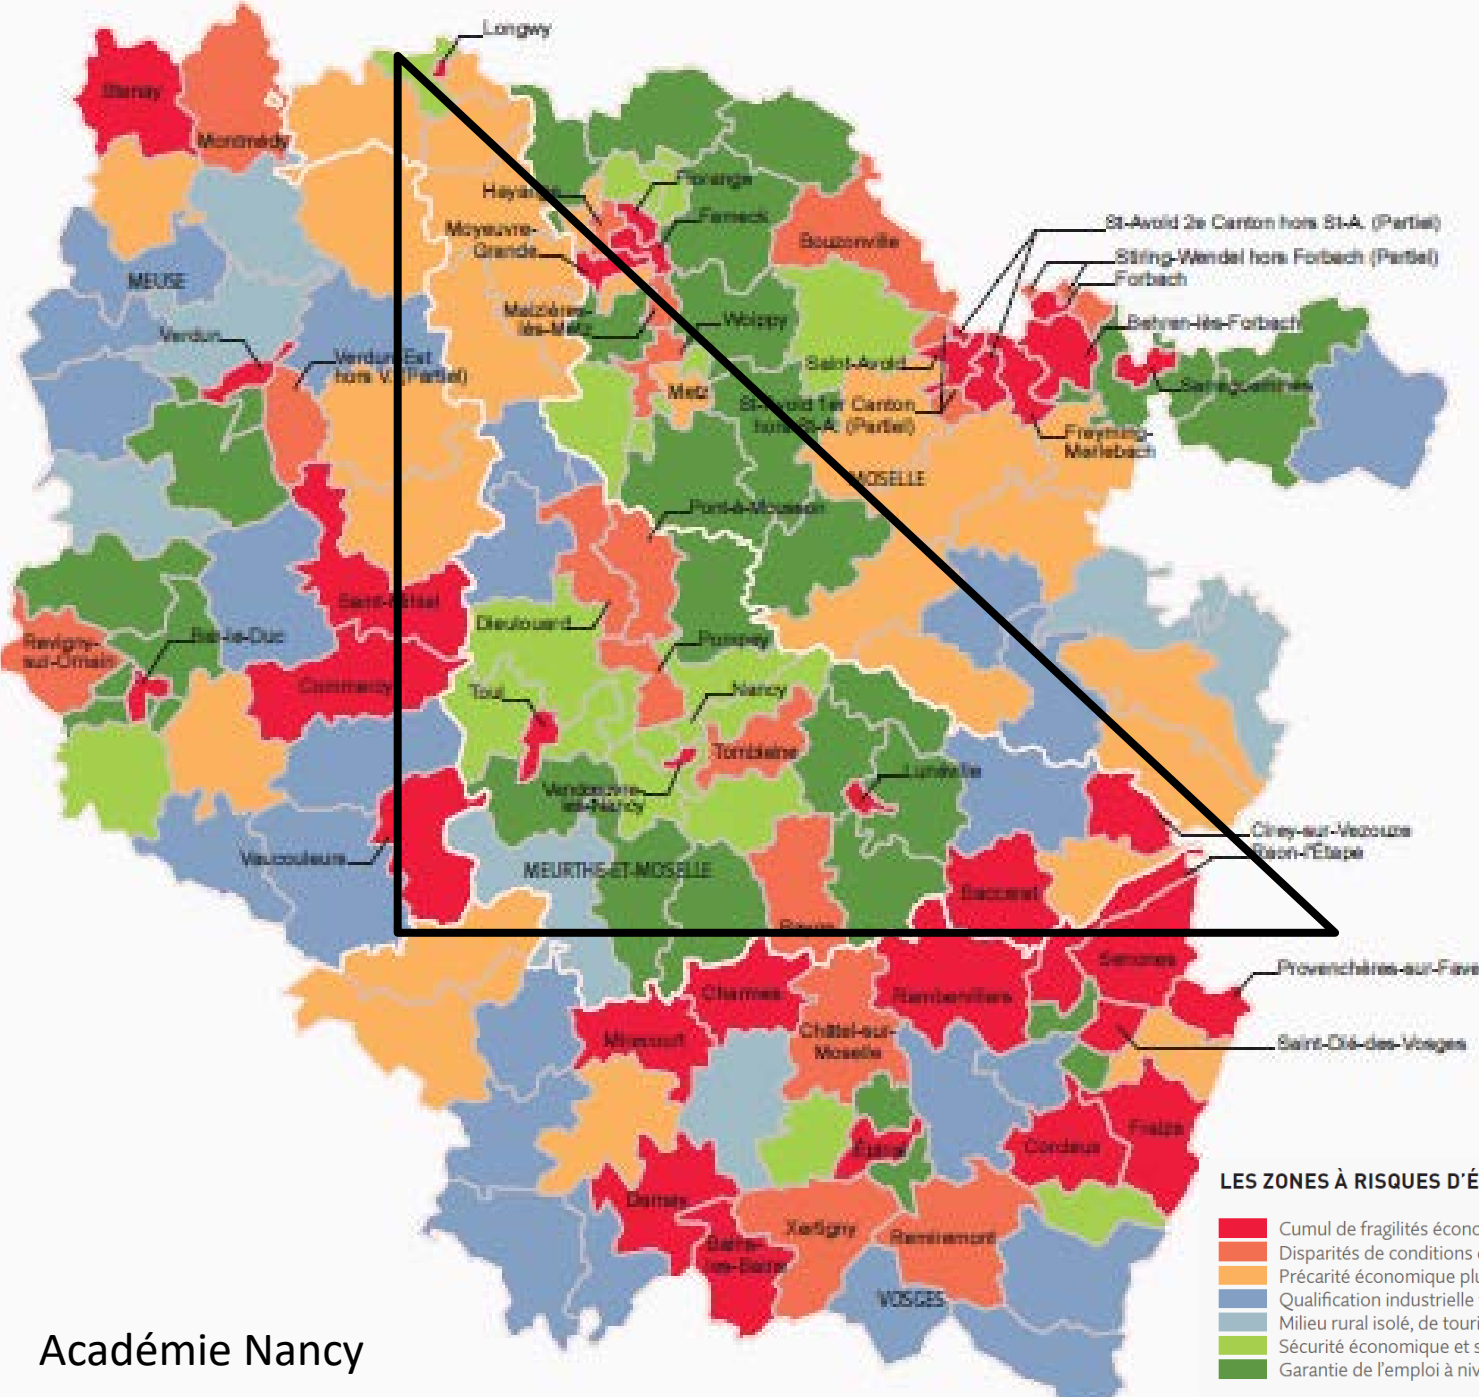 Longwy
Stenay
Montmédy
Hayange
Florange
Fameck
Moyeuvre-
Grande
Bouzonville
St-Avold 2e Canton hors St-A. (Partiel)
Stiring-Wendel hors Forbach (Partiel)
Forbach
MEUSE
Maizières-
lès-Metz
Woippy
Behren-lès-Forbach
Verdun
Verdun Est
hors V. (Partiel)
Saint-Avold
Metz
Sarreguemines
St-Avold 1er Canton
hors St-A. (Partiel)
Freyming-
Merlebach
MOSELLE
Pont-à-Mousson
Saint-Mihiel
Dieulouard
Revigny-
sur-Ornain
Bar-le-Duc
Pompey
Commercy
Toul
Nancy
Tomblaine
Lunéville
Vandoeuvre-
lès-Nancy
Cirey-sur-Vezouze
Raon-l'Étape
Vaucouleurs
MEURTHE-ET-MOSELLE
Baccarat
Bayon
Senones
Provenchères-sur-Fave
Charmes
Rambervillers
Mirecourt
Châtel-sur-
Moselle
Saint-Dié-des-Vosges
Fraize
Corcieux
Épinal
LES ZONES À RISQUES D'É
Darney
Xertigny
Remiremont
Bains-
les-Bains
Cumul de fragilités écono
Disparités de conditions
Précarité économique plu
Qualification industrielle
VOSGES
Milieu rural isolé, de touri
Sécurité économique et s
Garantie de l'emploi à niv
Académie Nancy